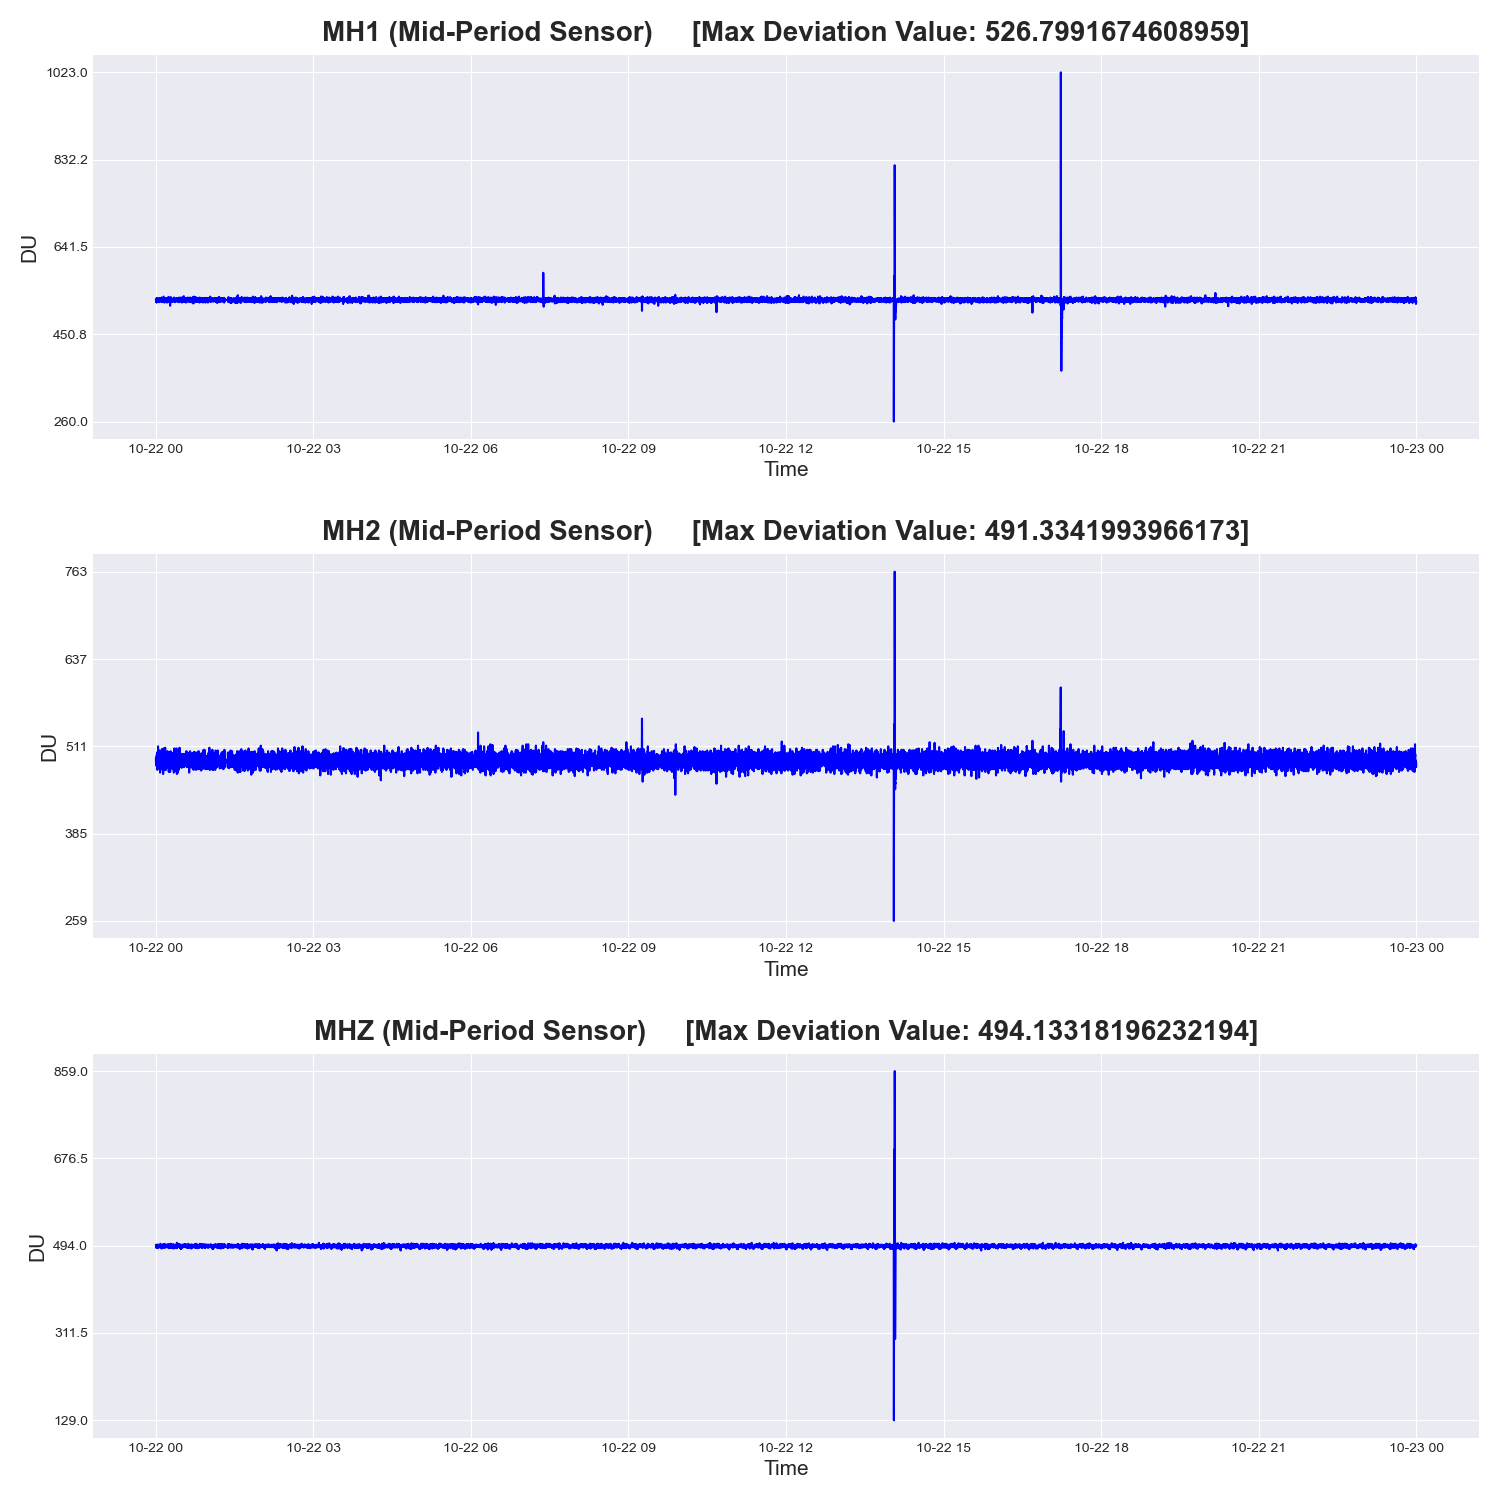 MH1 (Mid-Period Sensor) [Max Deviation Value: 526.7991674608959]
1023.0
832.2
641.5
450.8
260.0
DU
10-22 00 10-22 03 10-22 06 10-22 09 10-22 12 10-22 15 10-22 18 10-22 21 10-23 00
Time
MH2 (Mid-Period Sensor) [Max Deviation Value: 491.3341993966173]
763
637
511
385
259
DU
10-22 00 10-22 03 10-22 06 10-22 09 10-22 12 10-22 15 10-22 18 10-22 21 10-23 00
Time
MHZ (Mid-Period Sensor) [Max Deviation Value: 494.13318196232194]
859.0
676.5
494.0
311.5
129.0
DU
10-22 00 10-22 03 10-22 06 10-22 09 10-22 12 10-22 15 10-22 18 10-22 21 10-23 00
Time